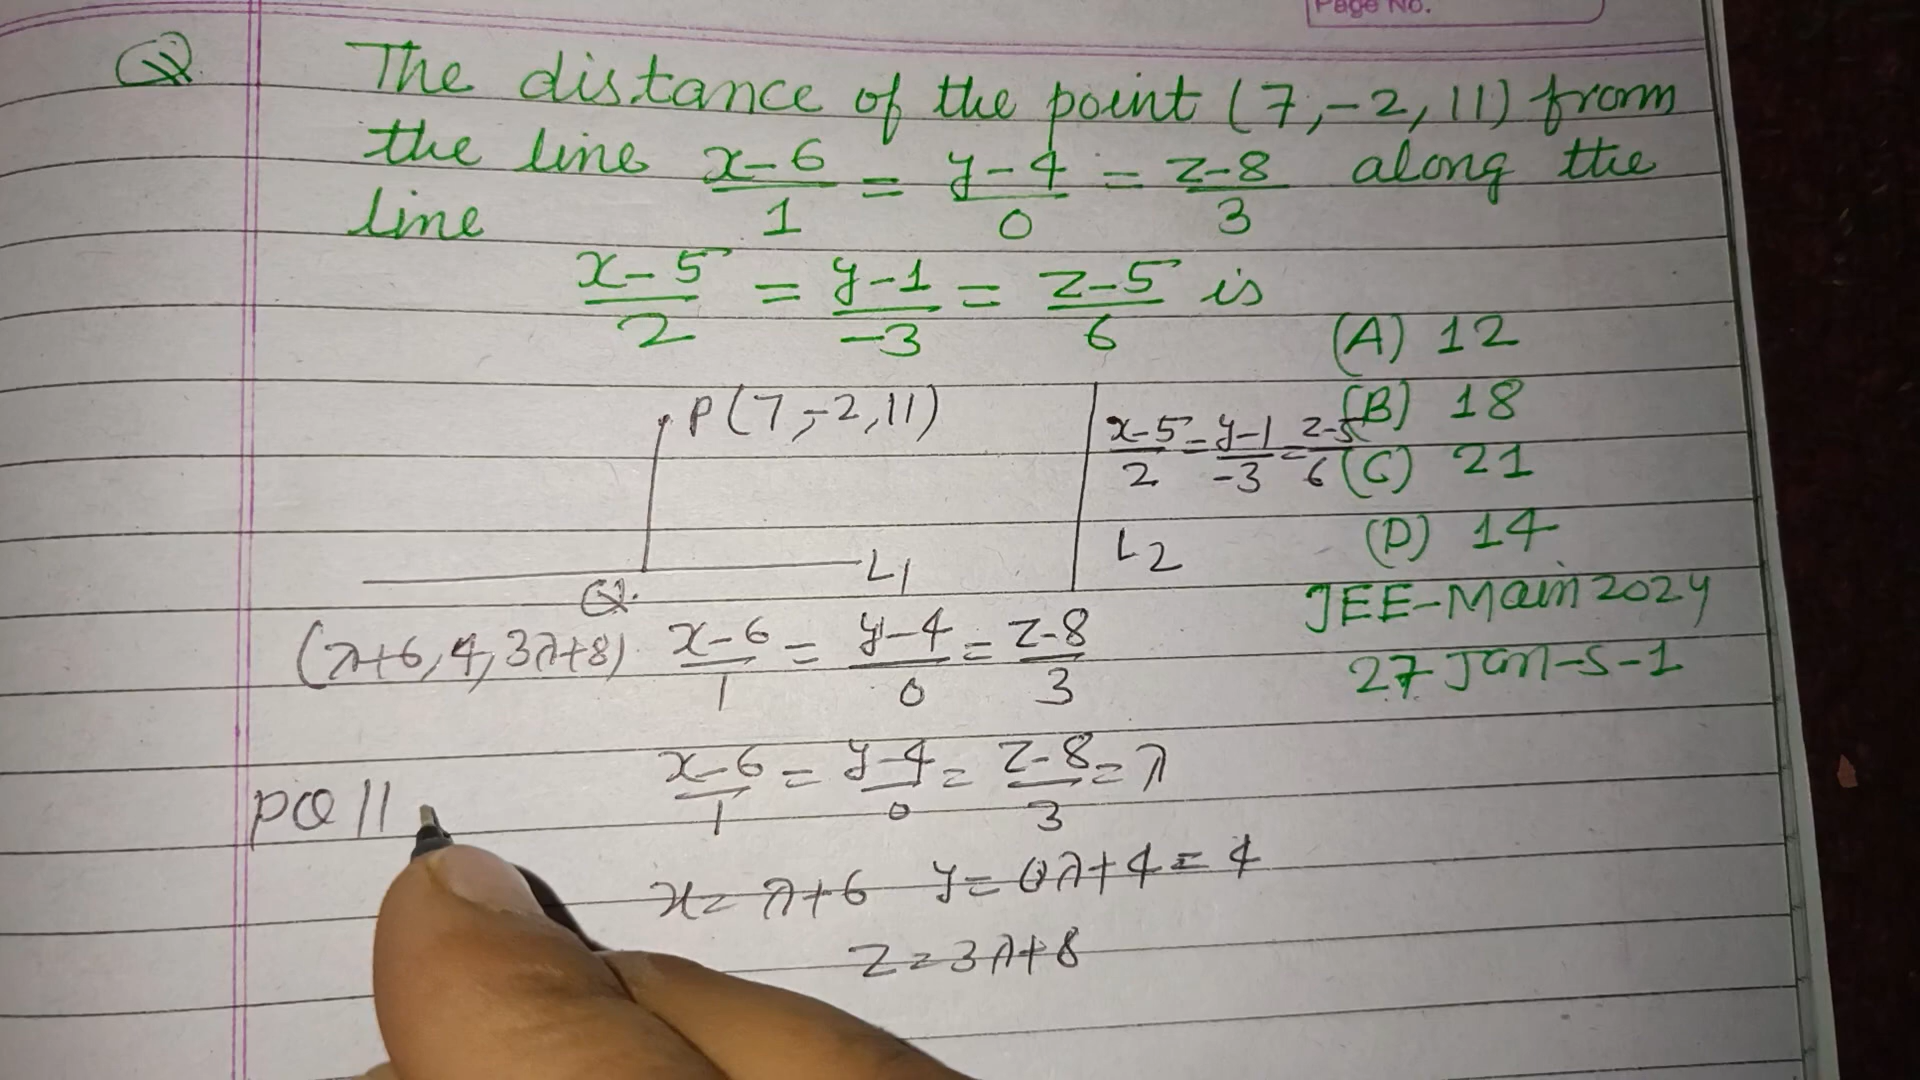 Page No.
Q The distance of the point (7,-2,11) from
the line x-6/1 = y-4/0 = z-8/3 along the
line
x-5/2 = y-1/-3 = z-5/6 is
(A) 12
(B) 18
(C) 21
(D) 14
JEE-Main 2024
27 Jan-S-1
P(7,-2,11)
x-5/2 = y-1/-3 = z-5/6
L2
L1
Q
(λ+6, 4, 3λ+8) x-6/1 = y-4/0 = z-8/3
x-6/1 = y-4/0 = z-8/3 = λ
PQ ||
x = λ+6 y = 0λ+4 = 4
z = 3λ+8